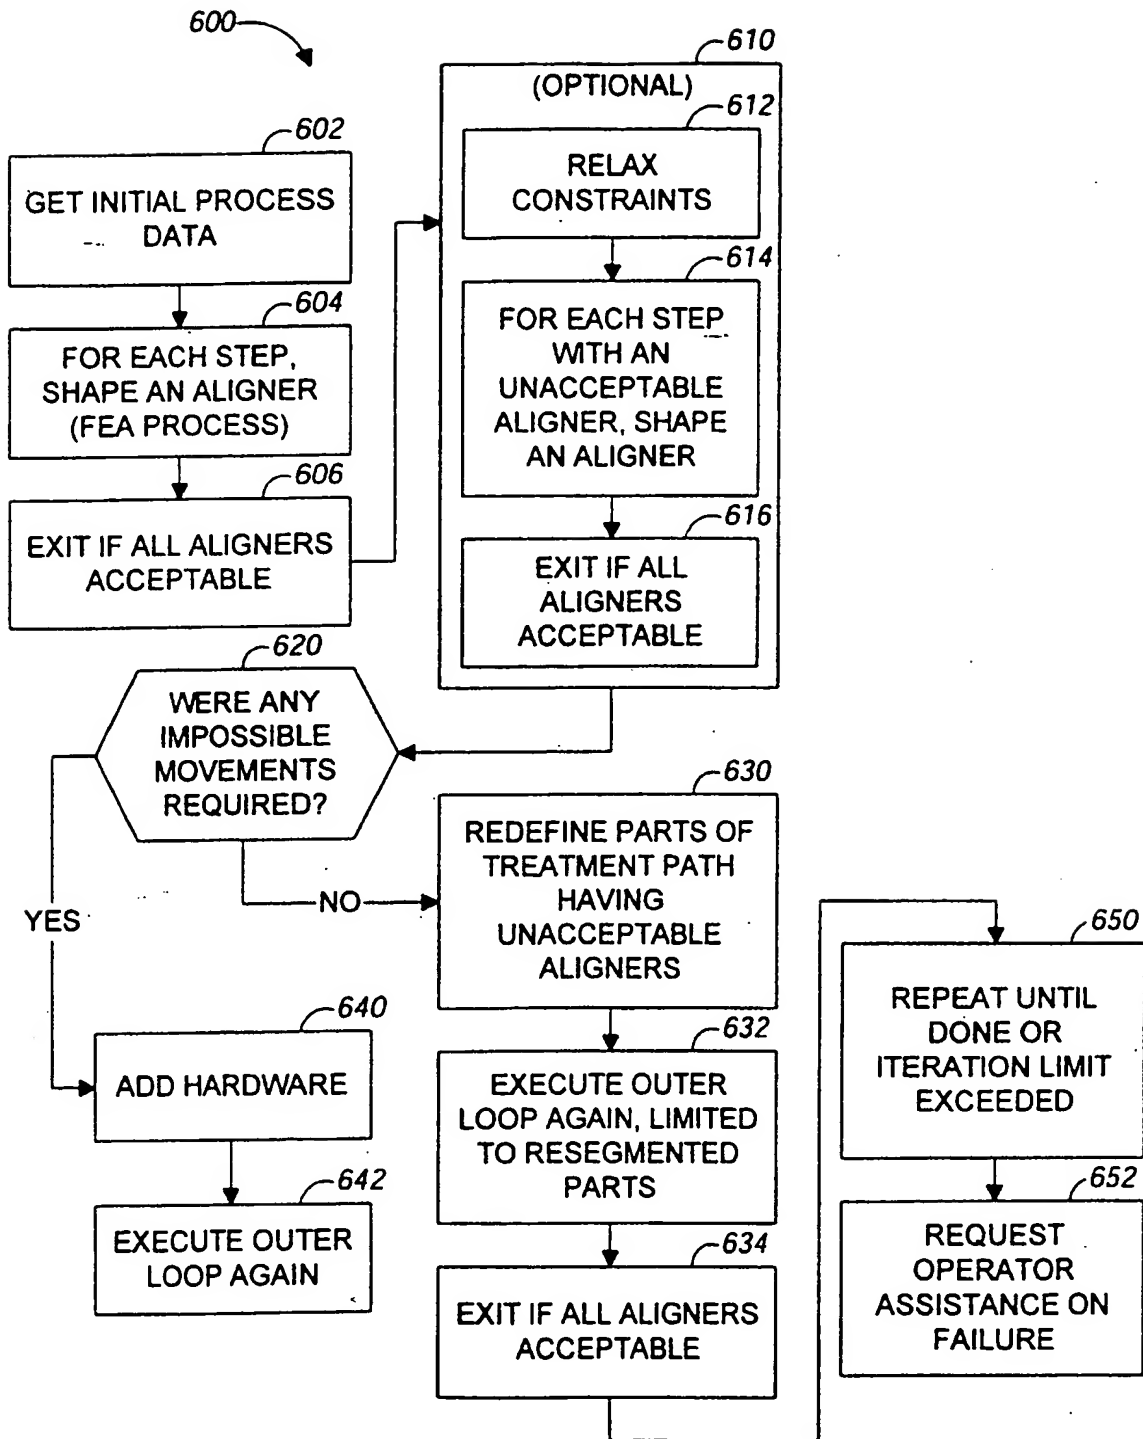 600
602
GET INITIAL PROCESS
DATA
604
FOR EACH STEP,
SHAPE AN ALIGNER
(FEA PROCESS)
606
EXIT IF ALL ALIGNERS
ACCEPTABLE
610
(OPTIONAL)
612
RELAX
CONSTRAINTS
614
FOR EACH STEP
WITH AN
UNACCEPTABLE
ALIGNER, SHAPE
AN ALIGNER
616
EXIT IF ALL
ALIGNERS
ACCEPTABLE
620
WERE ANY
IMPOSSIBLE
MOVEMENTS
REQUIRED?
YES
NO
630
REDEFINE PARTS OF
TREATMENT PATH
HAVING
UNACCEPTABLE
ALIGNERS
632
EXECUTE OUTER
LOOP AGAIN, LIMITED
TO RESEGMENTED
PARTS
634
EXIT IF ALL ALIGNERS
ACCEPTABLE
640
ADD HARDWARE
642
EXECUTE OUTER
LOOP AGAIN
650
REPEAT UNTIL
DONE OR
ITERATION LIMIT
EXCEEDED
652
REQUEST
OPERATOR
ASSISTANCE ON
FAILURE